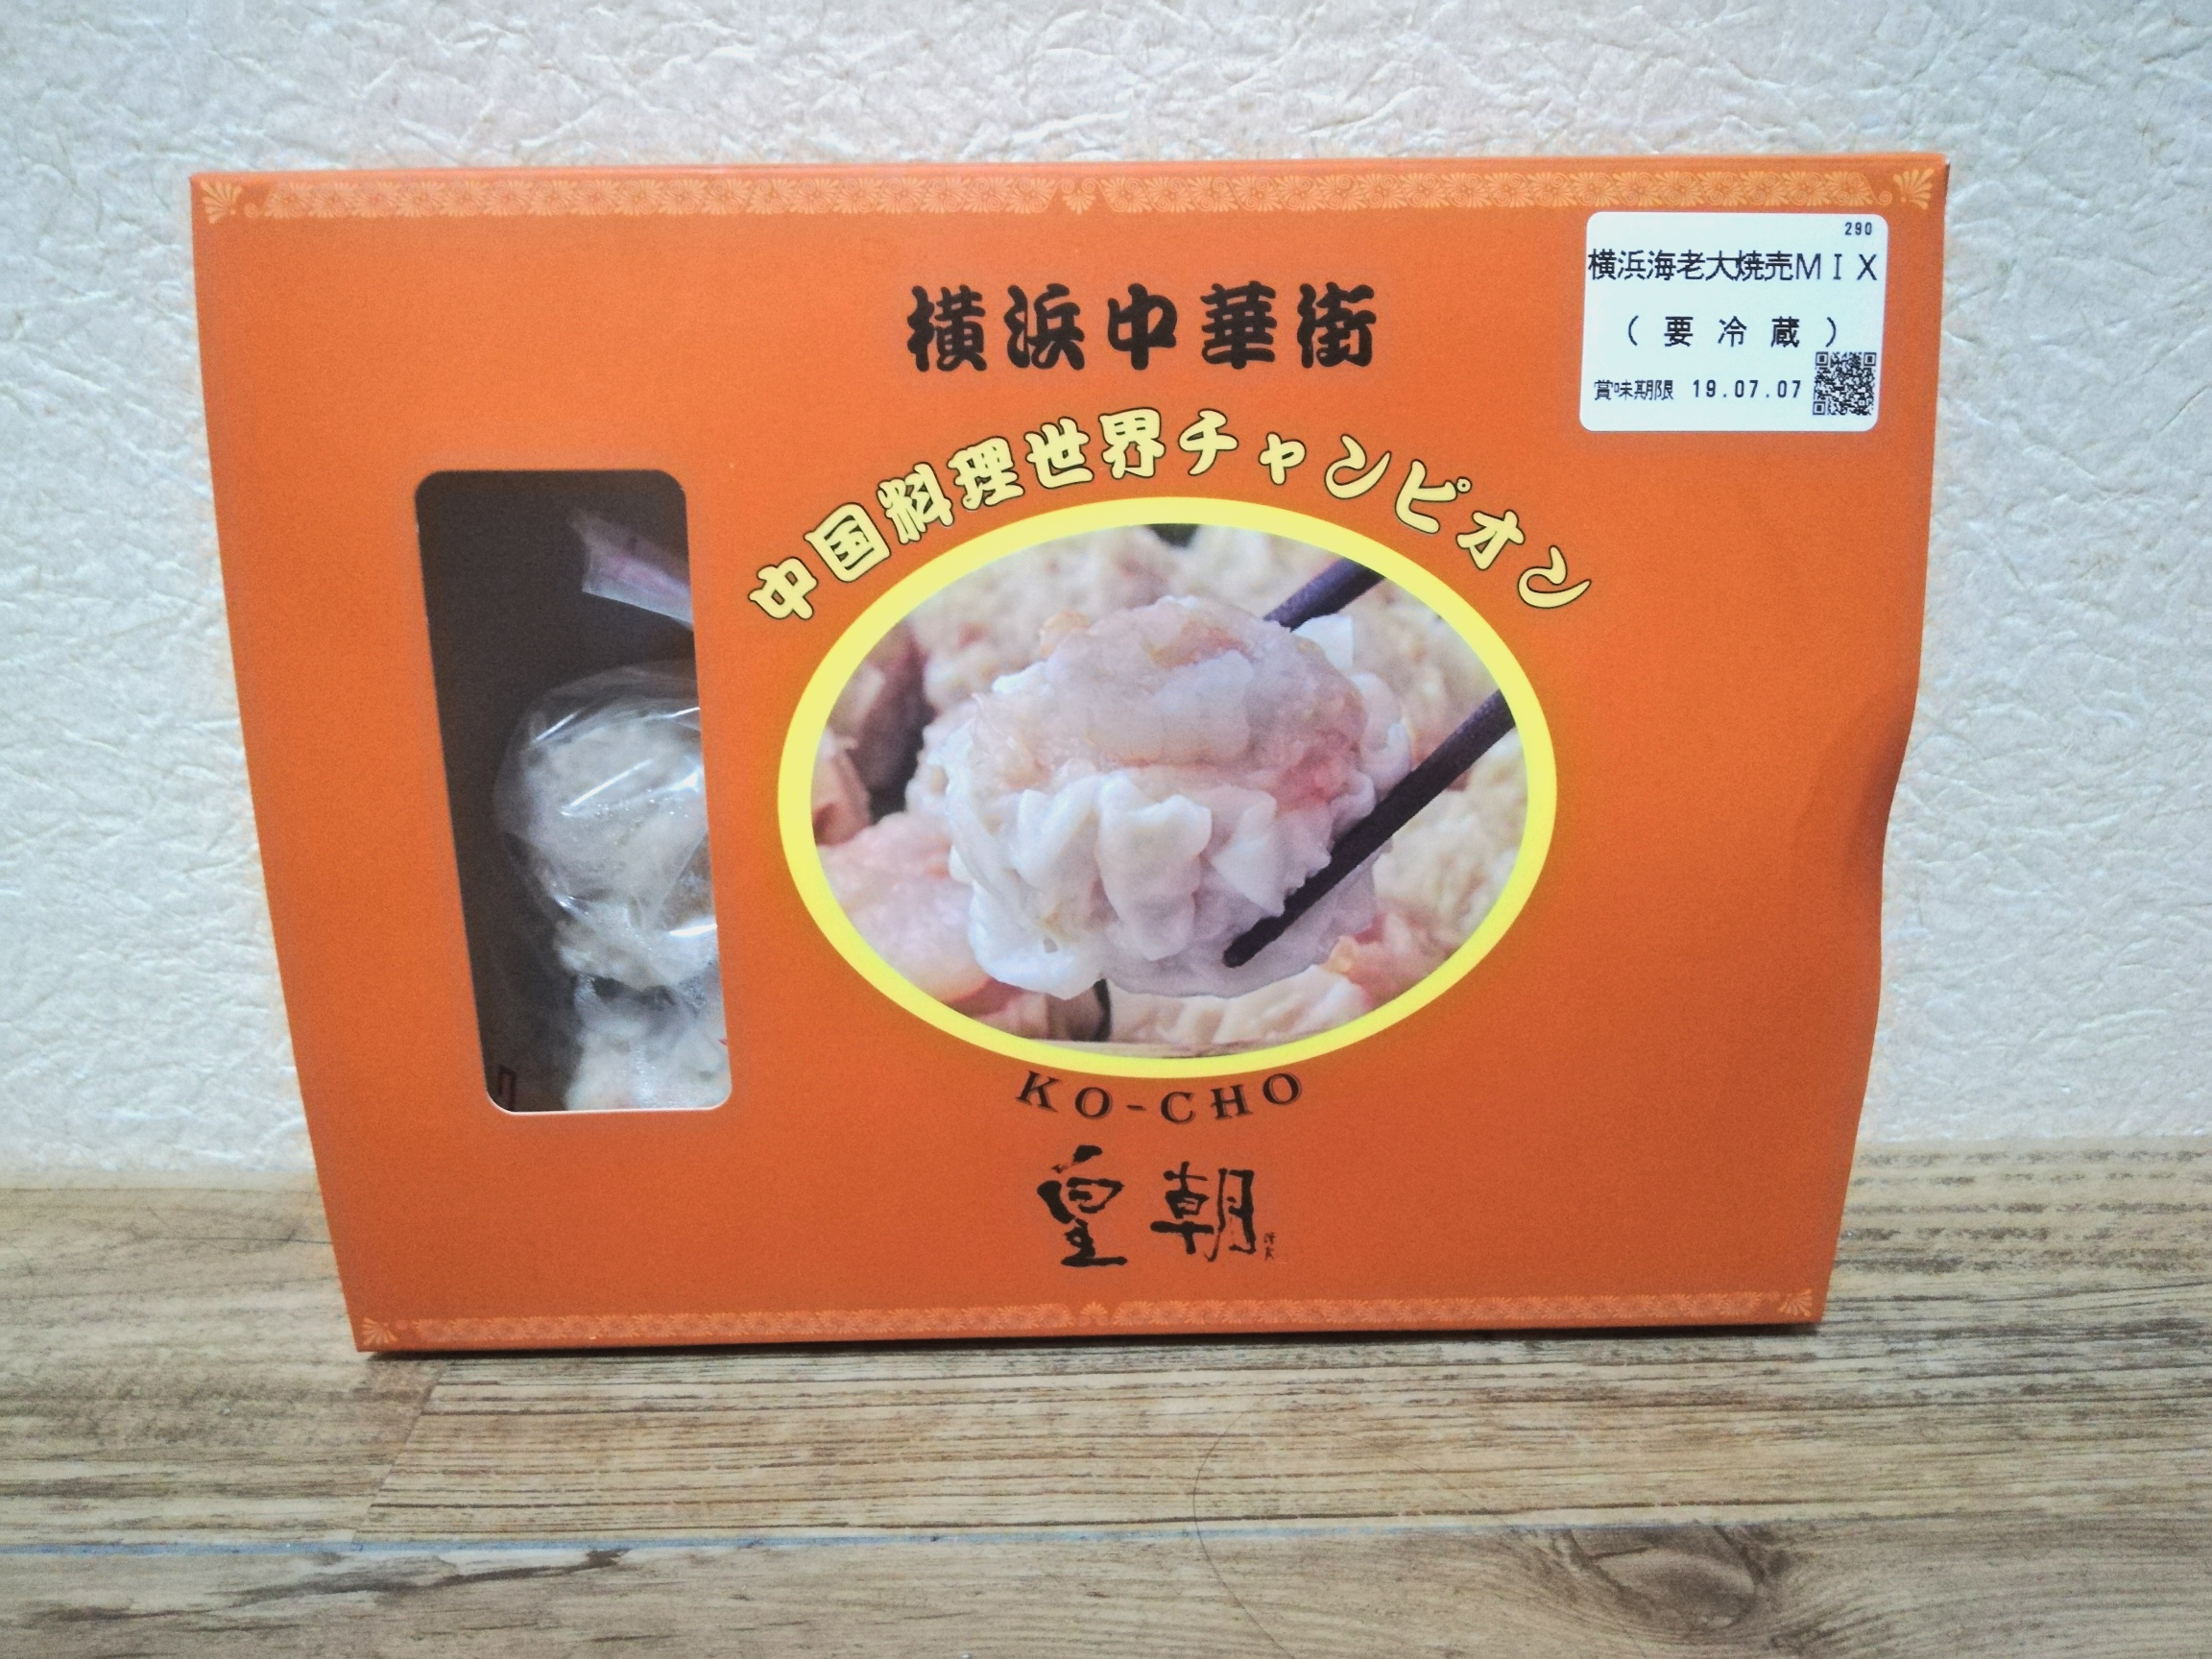 290
横浜海老大焼売MIX
(要冷蔵)
賞味期限 19.07.07
横浜中華街
中国料理世界チャンピオン
KO-CHO
皇朝